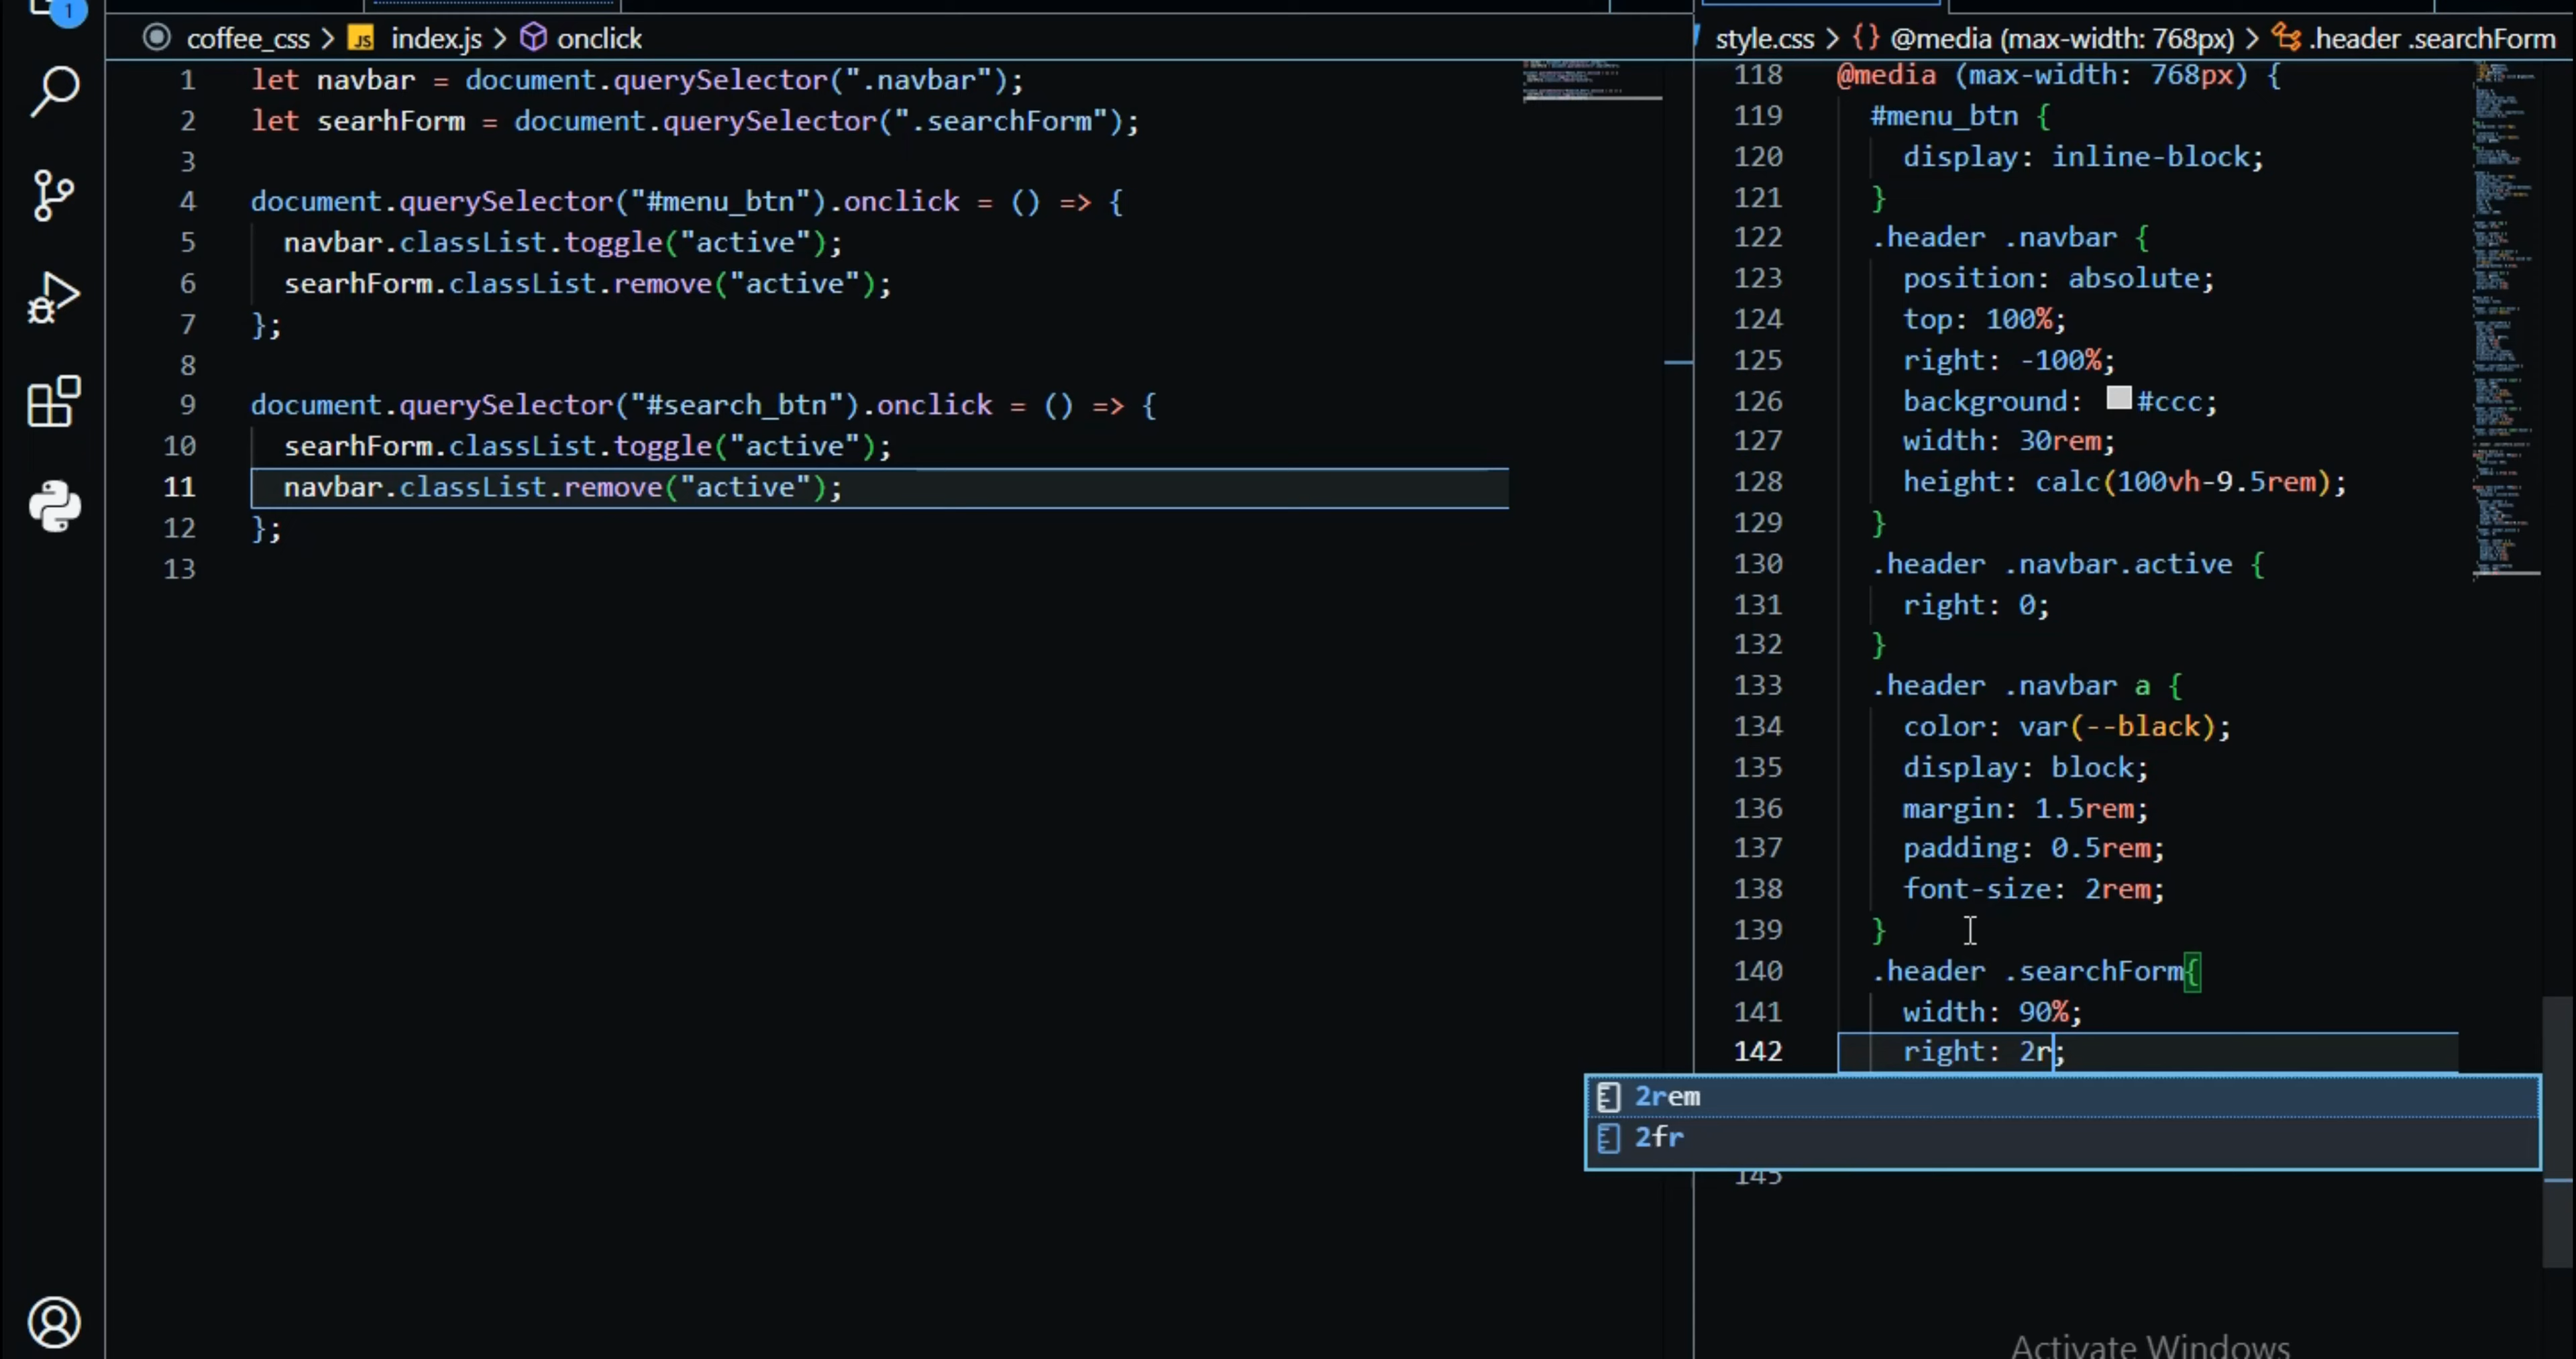 1
coffee_css > JS index.js > onclick
1 let navbar = document.querySelector(".navbar");
2 let searhForm = document.querySelector(".searchForm");
3
4 document.querySelector("#menu_btn").onclick = () => {
5 navbar.classList.toggle("active");
6 searhForm.classList.remove("active");
7 };
8
9 document.querySelector("#search_btn").onclick = () => {
10 searhForm.classList.toggle("active");
11 navbar.classList.remove("active");
12 };
13
style.css > {} @media (max-width: 768px) > .header .searchForm
118 @media (max-width: 768px) {
119 #menu_btn {
120 display: inline-block;
121 }
122 .header .navbar {
123 position: absolute;
124 top: 100%;
125 right: -100%;
126 background: #ccc;
127 width: 30rem;
128 height: calc(100vh-9.5rem);
129 }
130 .header .navbar.active {
131 right: 0;
132 }
133 .header .navbar a {
134 color: var(--black);
135 display: block;
136 margin: 1.5rem;
137 padding: 0.5rem;
138 font-size: 2rem;
139 }
140 .header .searchForm{
141 width: 90%;
142 right: 2r;
2rem
2fr
145
Activate Windows